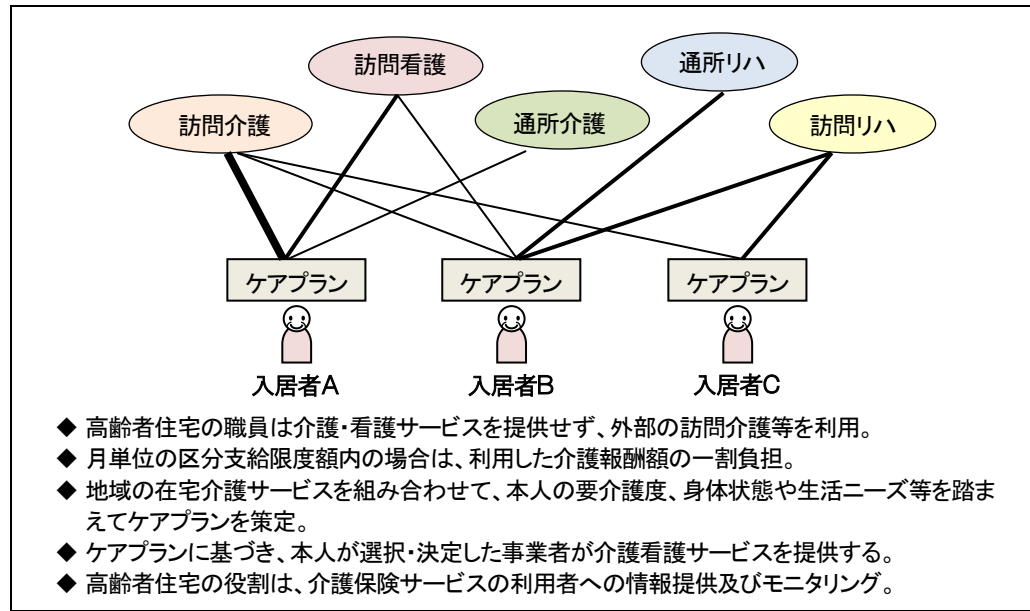 訪問看護
通所リハ
訪問介護
通所介護
訪問リハ
ケアプラン
ケアプラン
ケアプラン
入居者A
入居者B
入居者C
◆ 高齢者住宅の職員は介護・看護サービスを提供せず、外部の訪問介護等を利用。
◆ 月単位の区分支給限度額内の場合は、利用した介護報酬額の一割負担。
◆ 地域の在宅介護サービスを組み合わせて、本人の要介護度、身体状態や生活ニーズ等を踏ま
えてケアプランを策定。
◆ ケアプランに基づき、本人が選択・決定した事業者が介護看護サービスを提供する。
◆ 高齢者住宅の役割は、介護保険サービスの利用者への情報提供及びモニタリング。